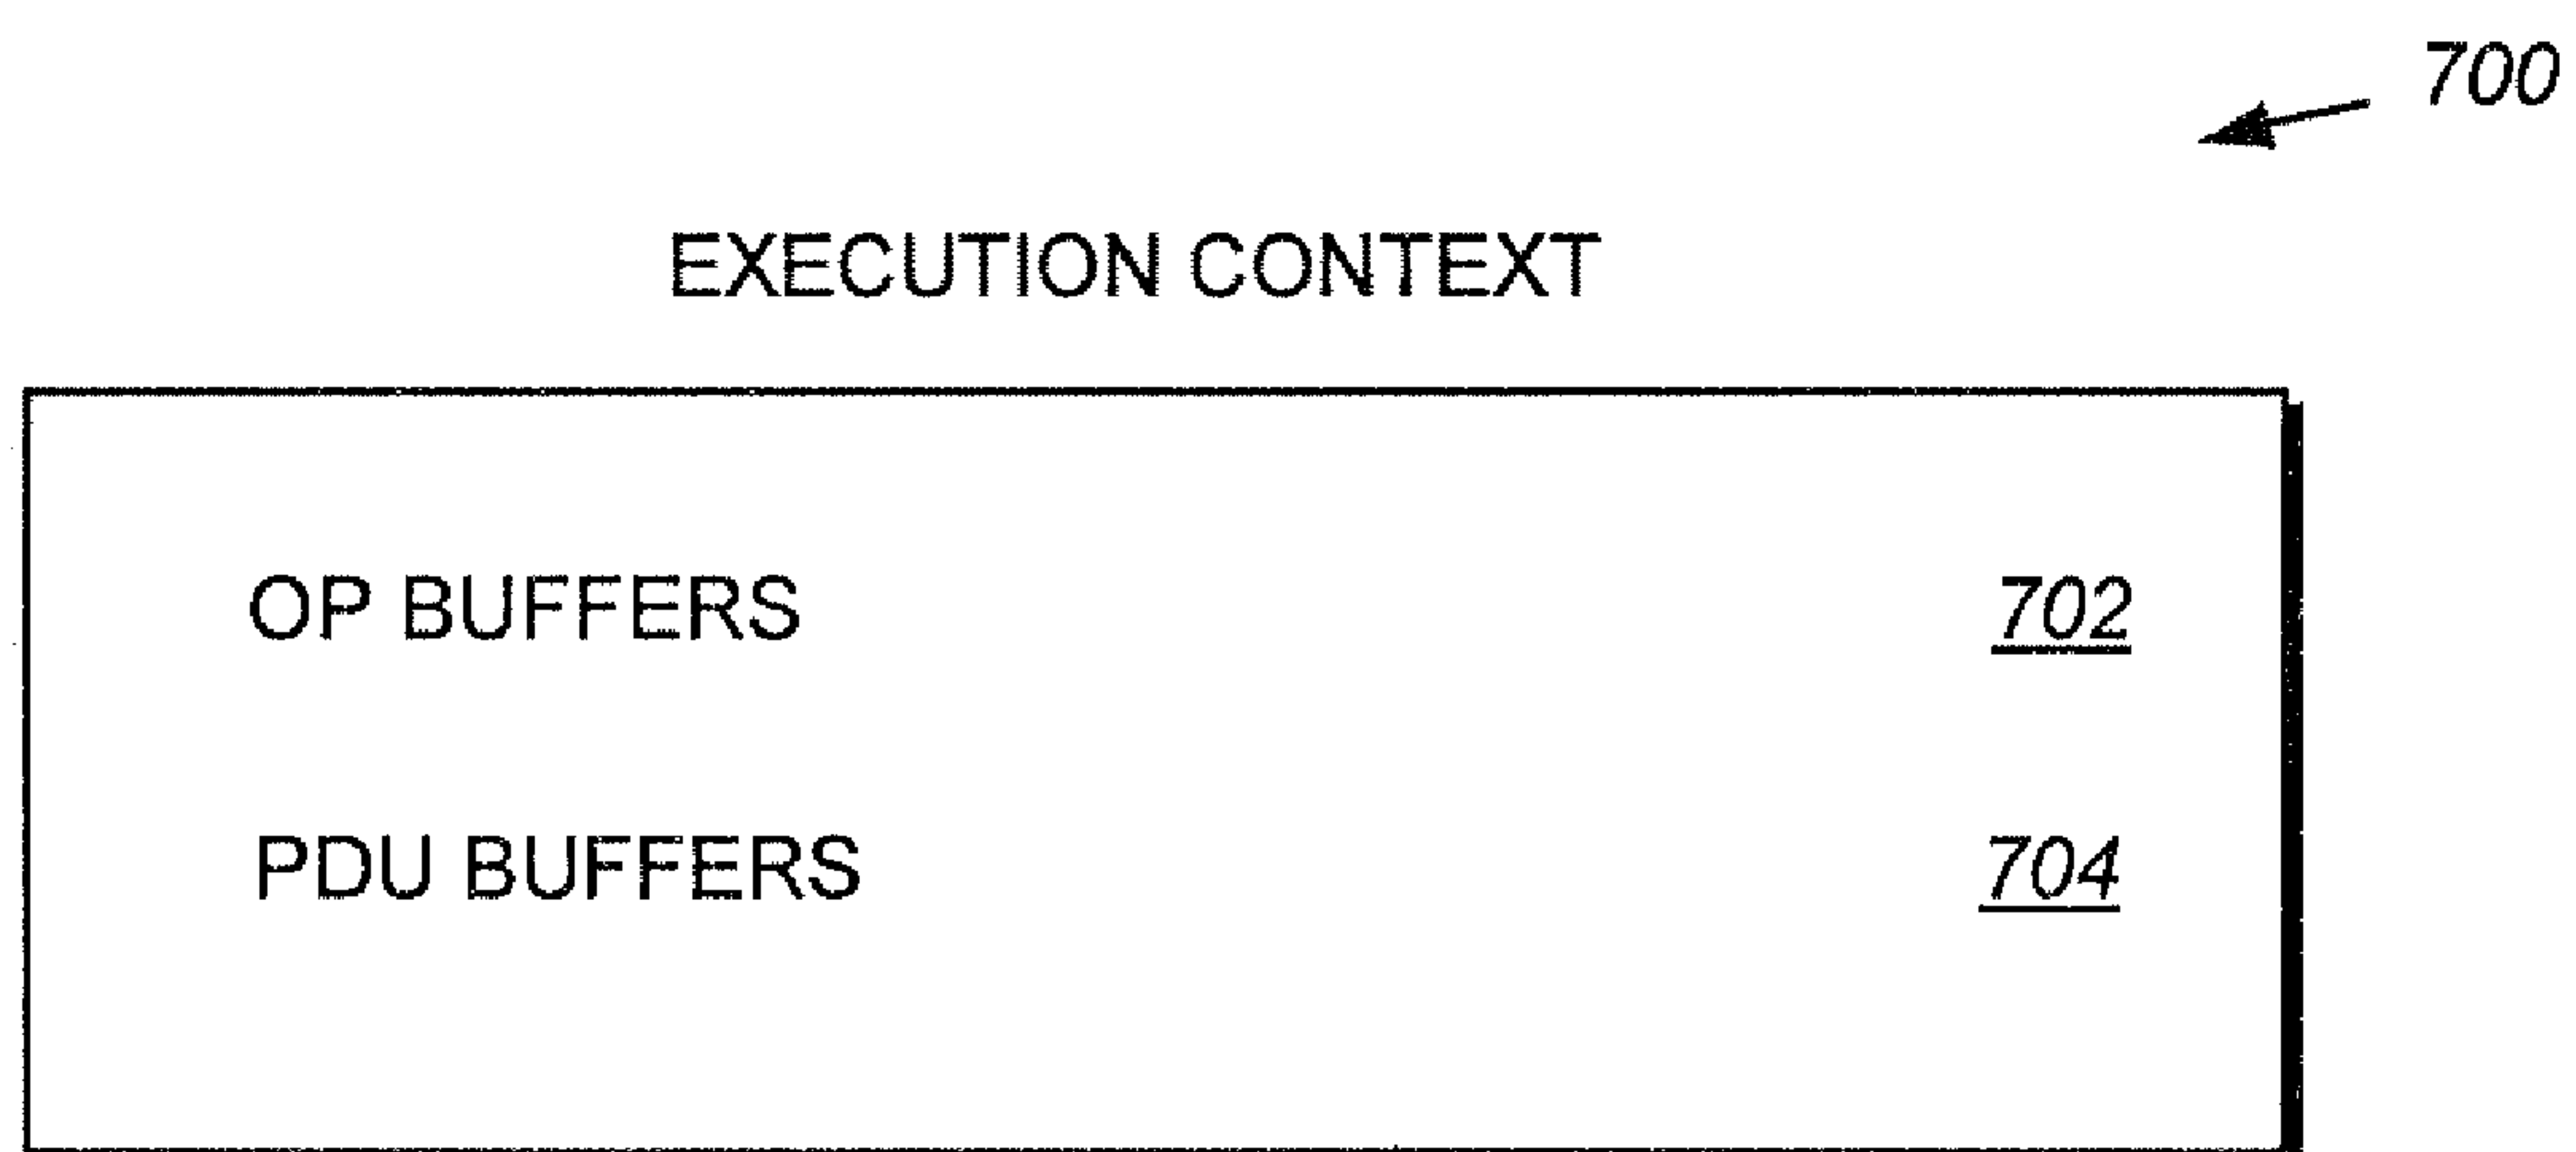 700
EXECUTION CONTEXT
OP BUFFERS 702
PDU BUFFERS 704